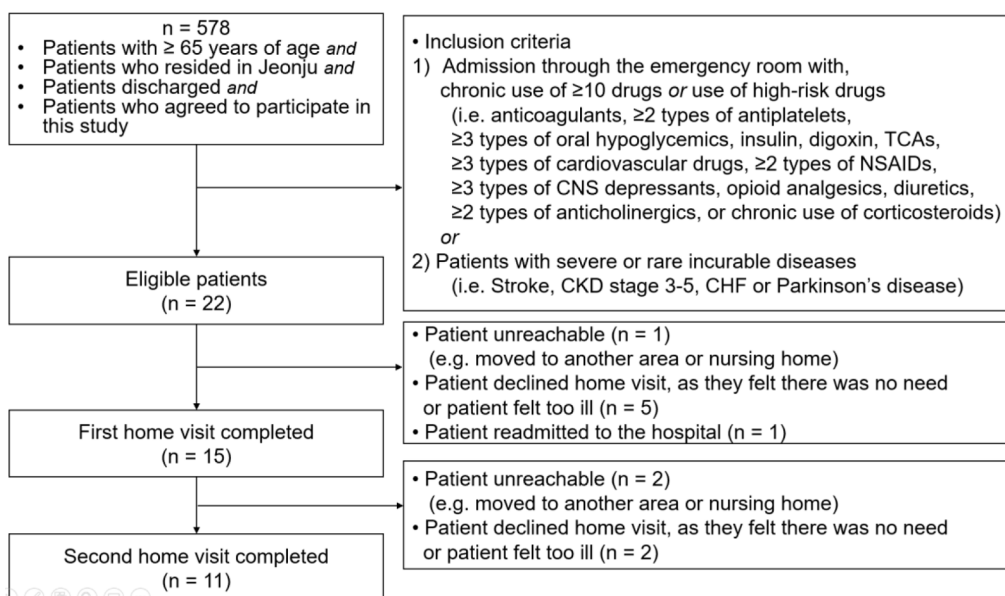 n = 578
• Patients with ≥ 65 years of age and
• Patients who resided in Jeonju and
• Patients discharged and
• Patients who agreed to participate in
this study
• Inclusion criteria
1) Admission through the emergency room with,
chronic use of ≥10 drugs or use of high-risk drugs
(i.e. anticoagulants, ≥2 types of antiplatelets,
≥3 types of oral hypoglycemics, insulin, digoxin, TCAs,
≥3 types of cardiovascular drugs, ≥2 types of NSAIDs,
≥3 types of CNS depressants, opioid analgesics, diuretics,
≥2 types of anticholinergics, or chronic use of corticosteroids)
or
2) Patients with severe or rare incurable diseases
(i.e. Stroke, CKD stage 3-5, CHF or Parkinson's disease)
Eligible patients
(n = 22)
• Patient unreachable (n = 1)
(e.g. moved to another area or nursing home)
• Patient declined home visit, as they felt there was no need
or patient felt too ill (n = 5)
• Patient readmitted to the hospital (n = 1)
First home visit completed
(n = 15)
• Patient unreachable (n = 2)
(e.g. moved to another area or nursing home)
• Patient declined home visit, as they felt there was no need
or patient felt too ill (n = 2)
Second home visit completed
(n = 11)